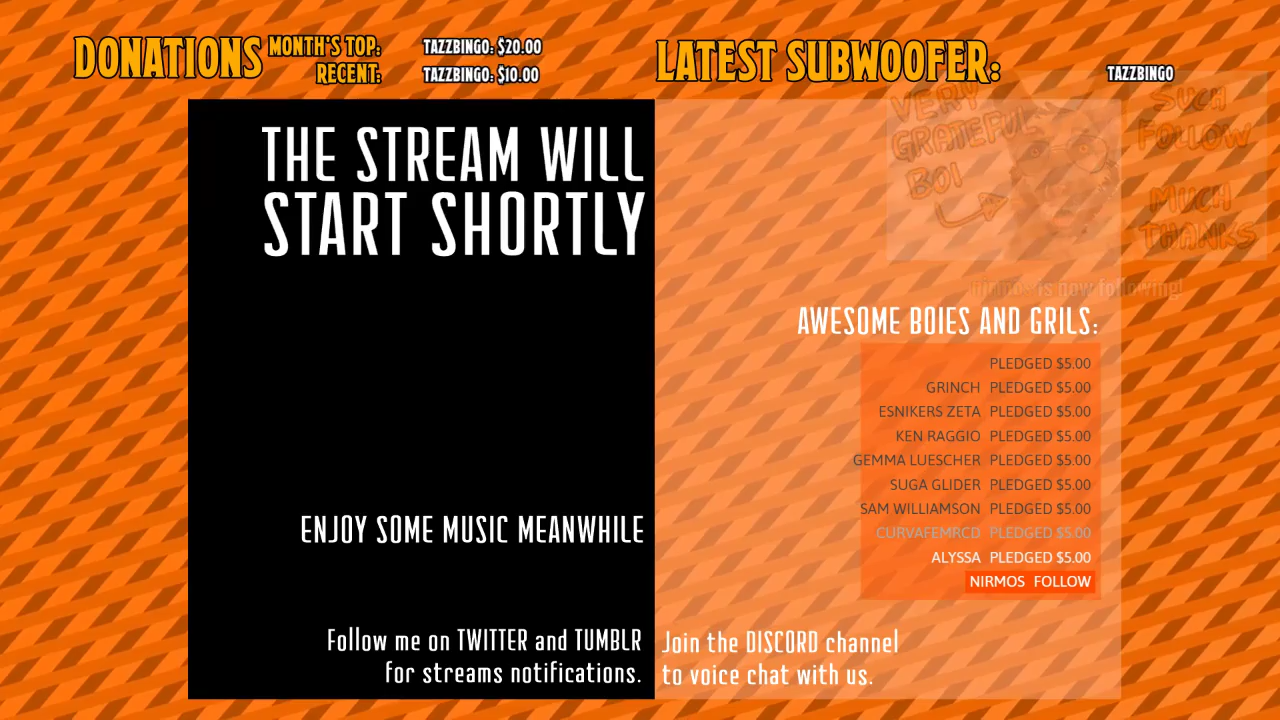 DONATIONS
MONTH'S TOP: TAZZBINGO: $20.00
RECENT: TAZZBINGO: $10.00
LATEST SUBWOOFER:
TAZZBINGO
VERY
GRATEFUL
BOI
SUCH
FOLLOW
MUCH
THANKS
nirmos is now following!
THE STREAM WILL
START SHORTLY
AWESOME BOIES AND GRILS:
PLEDGED $5.00
GRINCH PLEDGED $5.00
ESNIKERS ZETA PLEDGED $5.00
KEN RAGGIO PLEDGED $5.00
GEMMA LUESCHER PLEDGED $5.00
SUGA GLIDER PLEDGED $5.00
SAM WILLIAMSON PLEDGED $5.00
CURVAFEMRCD PLEDGED $5.00
ALYSSA PLEDGED $5.00
NIRMOS FOLLOW
ENJOY SOME MUSIC MEANWHILE
Follow me on TWITTER and TUMBLR
for streams notifications.
Join the DISCORD channel
to voice chat with us.